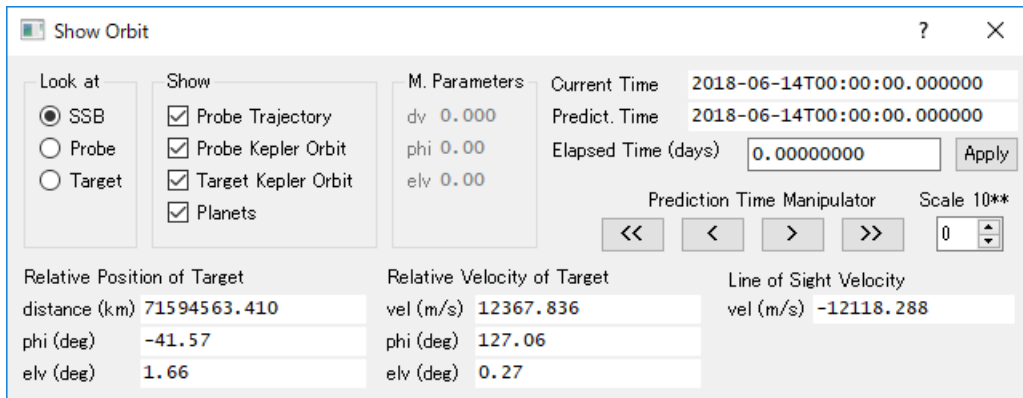 Show Orbit ? ×
Look at
SSB
Probe
Target
Show
Probe Trajectory
Probe Kepler Orbit
Target Kepler Orbit
Planets
M. Parameters
dv 0.000
phi 0.00
elv 0.00
Current Time 2018-06-14T00:00:00.000000
Predict. Time 2018-06-14T00:00:00.000000
Elapsed Time (days) 0.00000000 Apply
Prediction Time Manipulator Scale 10**
<< < > >> 0
Relative Position of Target
distance (km) 71594563.410
phi (deg) -41.57
elv (deg) 1.66
Relative Velocity of Target
vel (m/s) 12367.836
phi (deg) 127.06
elv (deg) 0.27
Line of Sight Velocity
vel (m/s) -12118.288